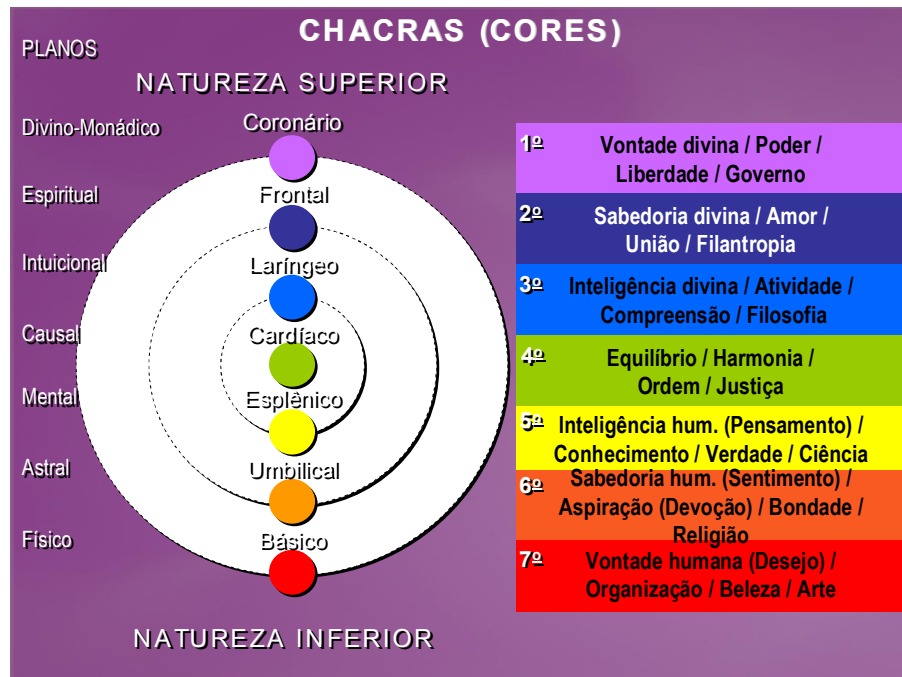 CHACRAS (CORES)
PLANOS
NATUREZA SUPERIOR
Divino-Monádico
Espiritual
Intuicional
Causal
Mental
Astral
Físico
Coronário
Frontal
Laríngeo
Cardíaco
Esplênico
Umbilical
Básico
NATUREZA INFERIOR
1º Vontade divina / Poder /
Liberdade / Governo
2º Sabedoria divina / Amor /
União / Filantropia
3º Inteligência divina / Atividade /
Compreensão / Filosofia
4º Equilíbrio / Harmonia /
Ordem / Justiça
5º Inteligência hum. (Pensamento) /
Conhecimento / Verdade / Ciência
6º Sabedoria hum. (Sentimento) /
Aspiração (Devoção) / Bondade /
Religião
7º Vontade humana (Desejo) /
Organização / Beleza / Arte